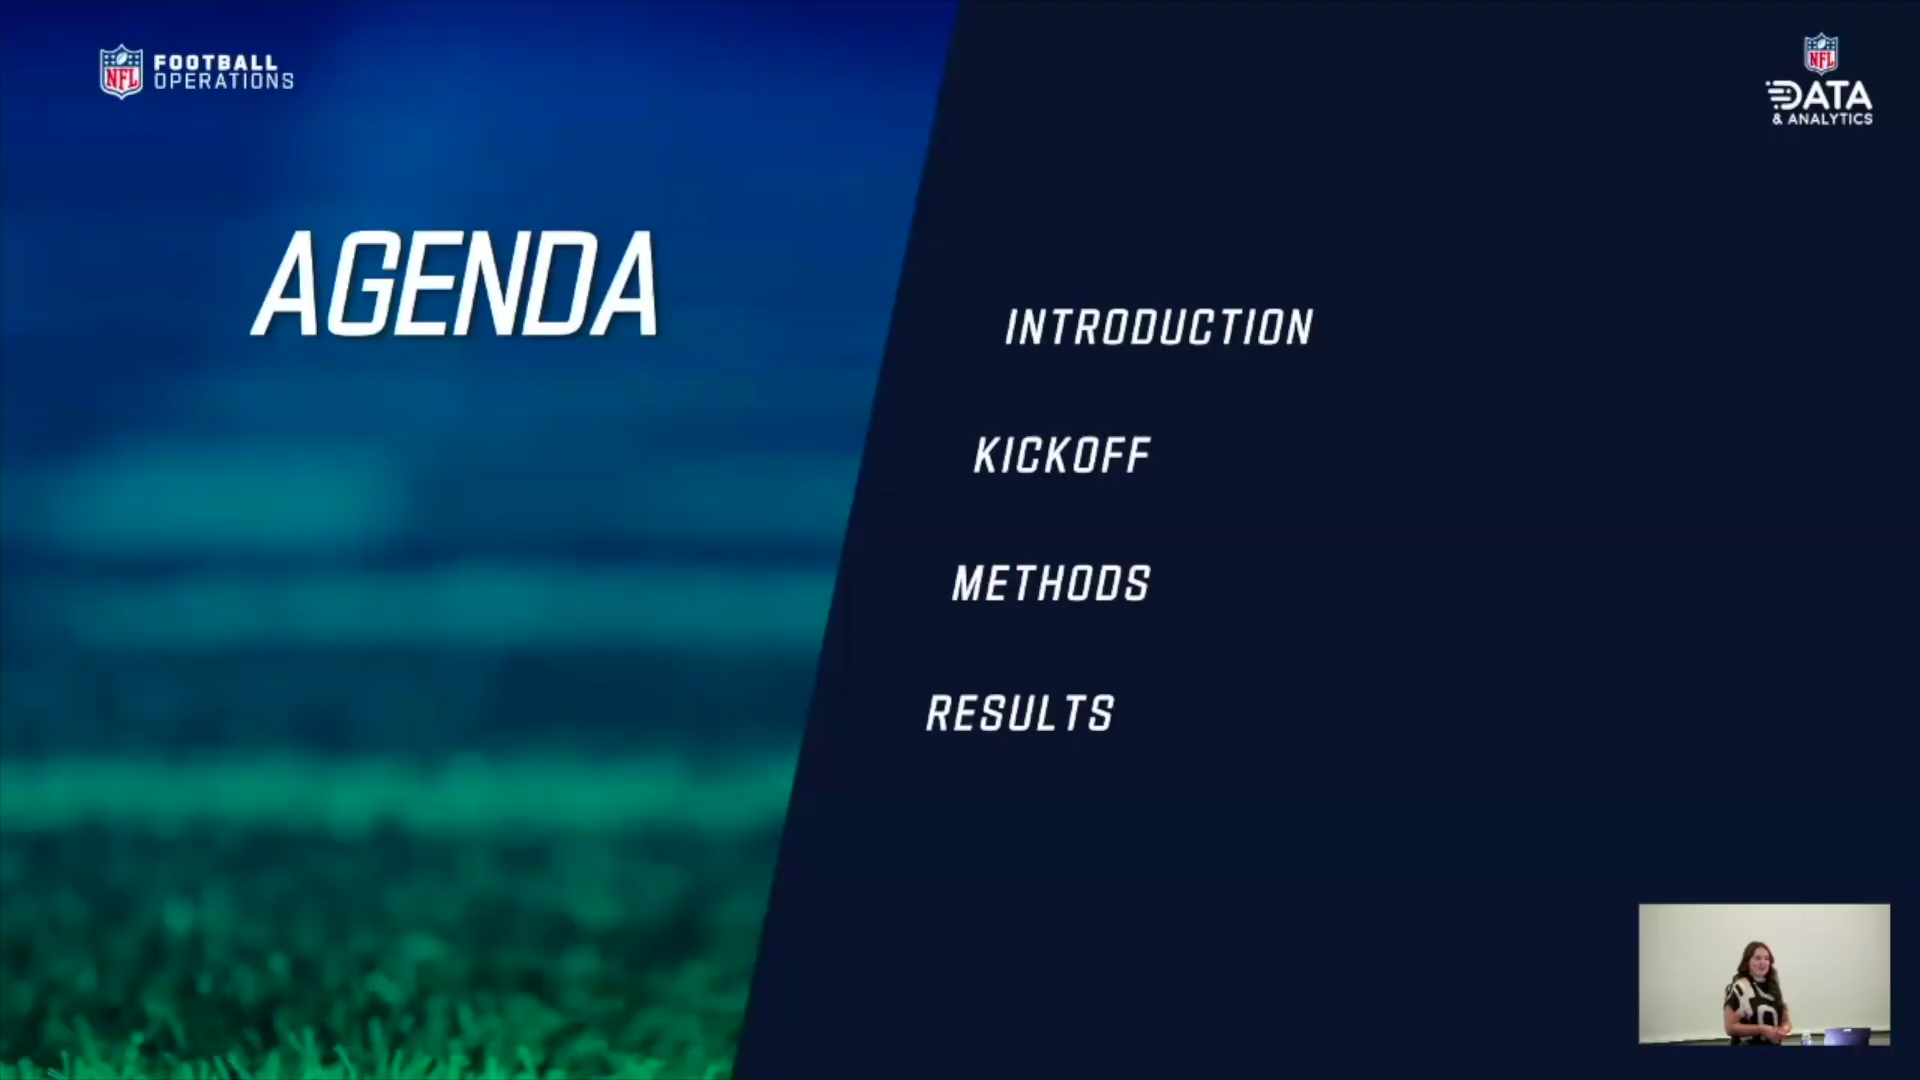 NFL
FOOTBALL
OPERATIONS
NFL
DATA
& ANALYTICS
AGENDA
INTRODUCTION
KICKOFF
METHODS
RESULTS